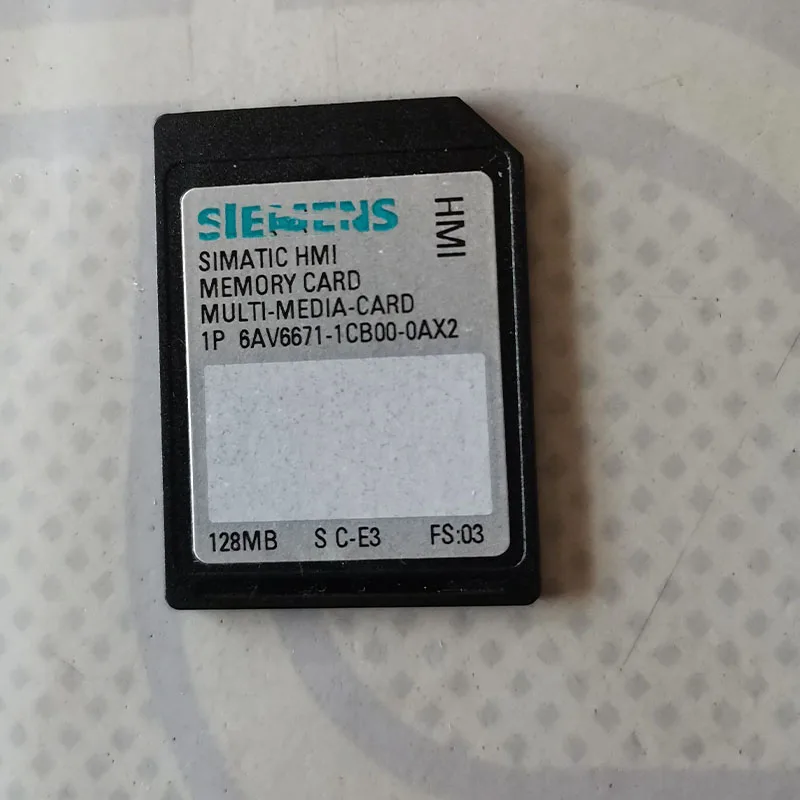 SIEMENS
HMI
SIMATIC HMI
MEMORY CARD
MULTI-MEDIA-CARD
1P 6AV6671-1CB00-0AX2
128MB S C-E3 FS:03